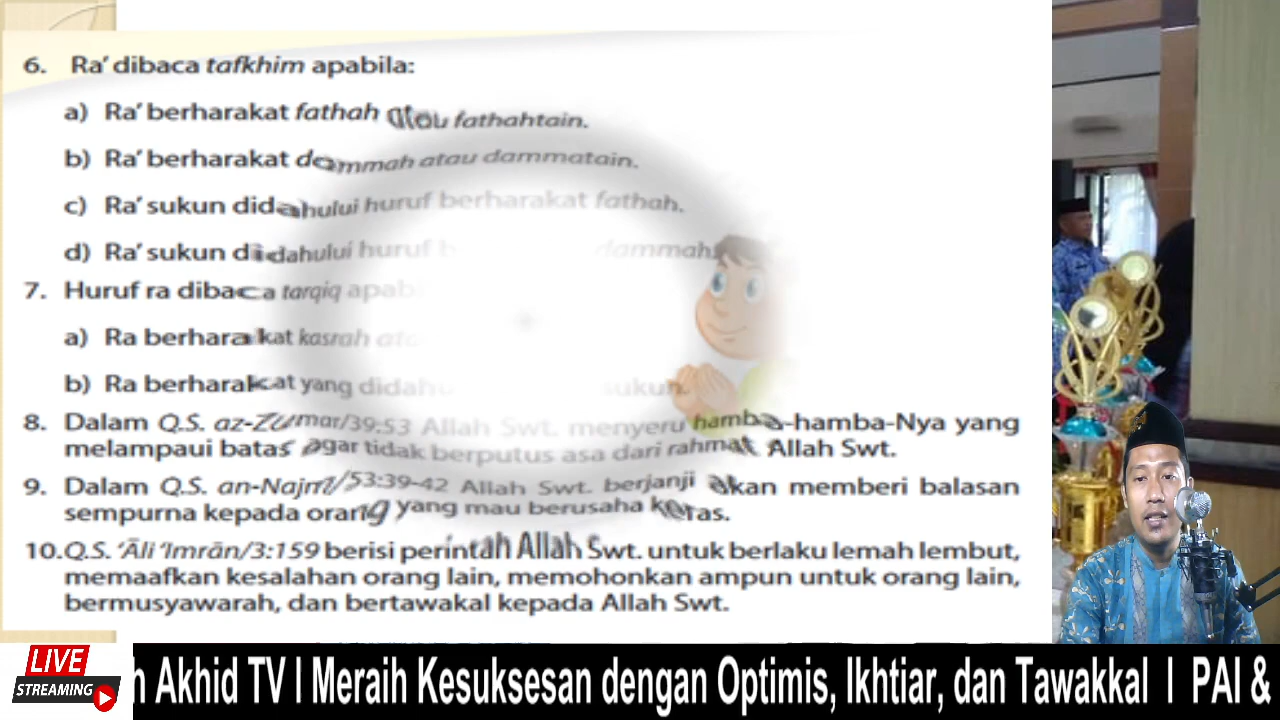 6. Ra' dibaca tafkhim apabila:
a) Ra' berharakat fathah atau fathahtain.
b) Ra' berharakat dammah atau dammatain.
c) Ra' sukun didahului huruf berharakat fathah.
d) Ra' sukun didahului huruf dammah.
7. Huruf ra dibaca tarqiq
a) Ra berharakat kasrah
b) Ra berharakat yang sukun.
8. Dalam Q.S. az-Zumar/39:53 Allah Swt. menyeru hamba-hamba-Nya yang
melampaui batas agar tidak berputus asa dari rahmat Allah Swt.
9. Dalam Q.S. an-Najm/53:39-42 Allah Swt. berjanji akan memberi balasan
sempurna kepada orang yang mau berusaha keras.
10. Q.S. 'Āli 'Imrān/3:159 berisi perintah Allah Swt. untuk berlaku lemah lembut,
memaafkan kesalahan orang lain, memohonkan ampun untuk orang lain,
bermusyawarah, dan bertawakal kepada Allah Swt.
LIVE
STREAMING
h Akhid TV I Meraih Kesuksesan dengan Optimis, Ikhtiar, dan Tawakkal I PAI &